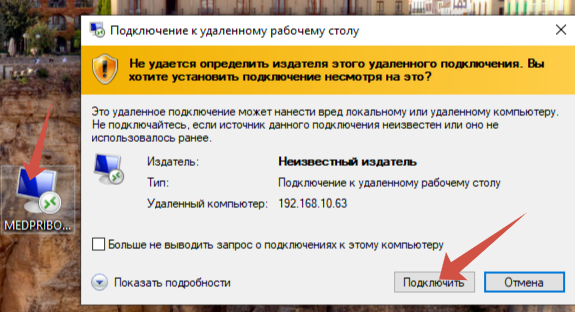 Подключение к удаленному рабочему столу
Не удается определить издателя этого удаленного подключения. Вы
хотите установить подключение несмотря на это?
Это удаленное подключение может нанести вред локальному или удаленному компьютеру.
Не подключайтесь, если источник данного подключения неизвестен или оно не
использовалось ранее.
Издатель: Неизвестный издатель
Тип: Подключение к удаленному рабочему столу
Удаленный компьютер: 192.168.10.63
MEDPRIBO...
Больше не выводить запрос о подключениях к этому компьютеру
Показать подробности Подключить Отмена